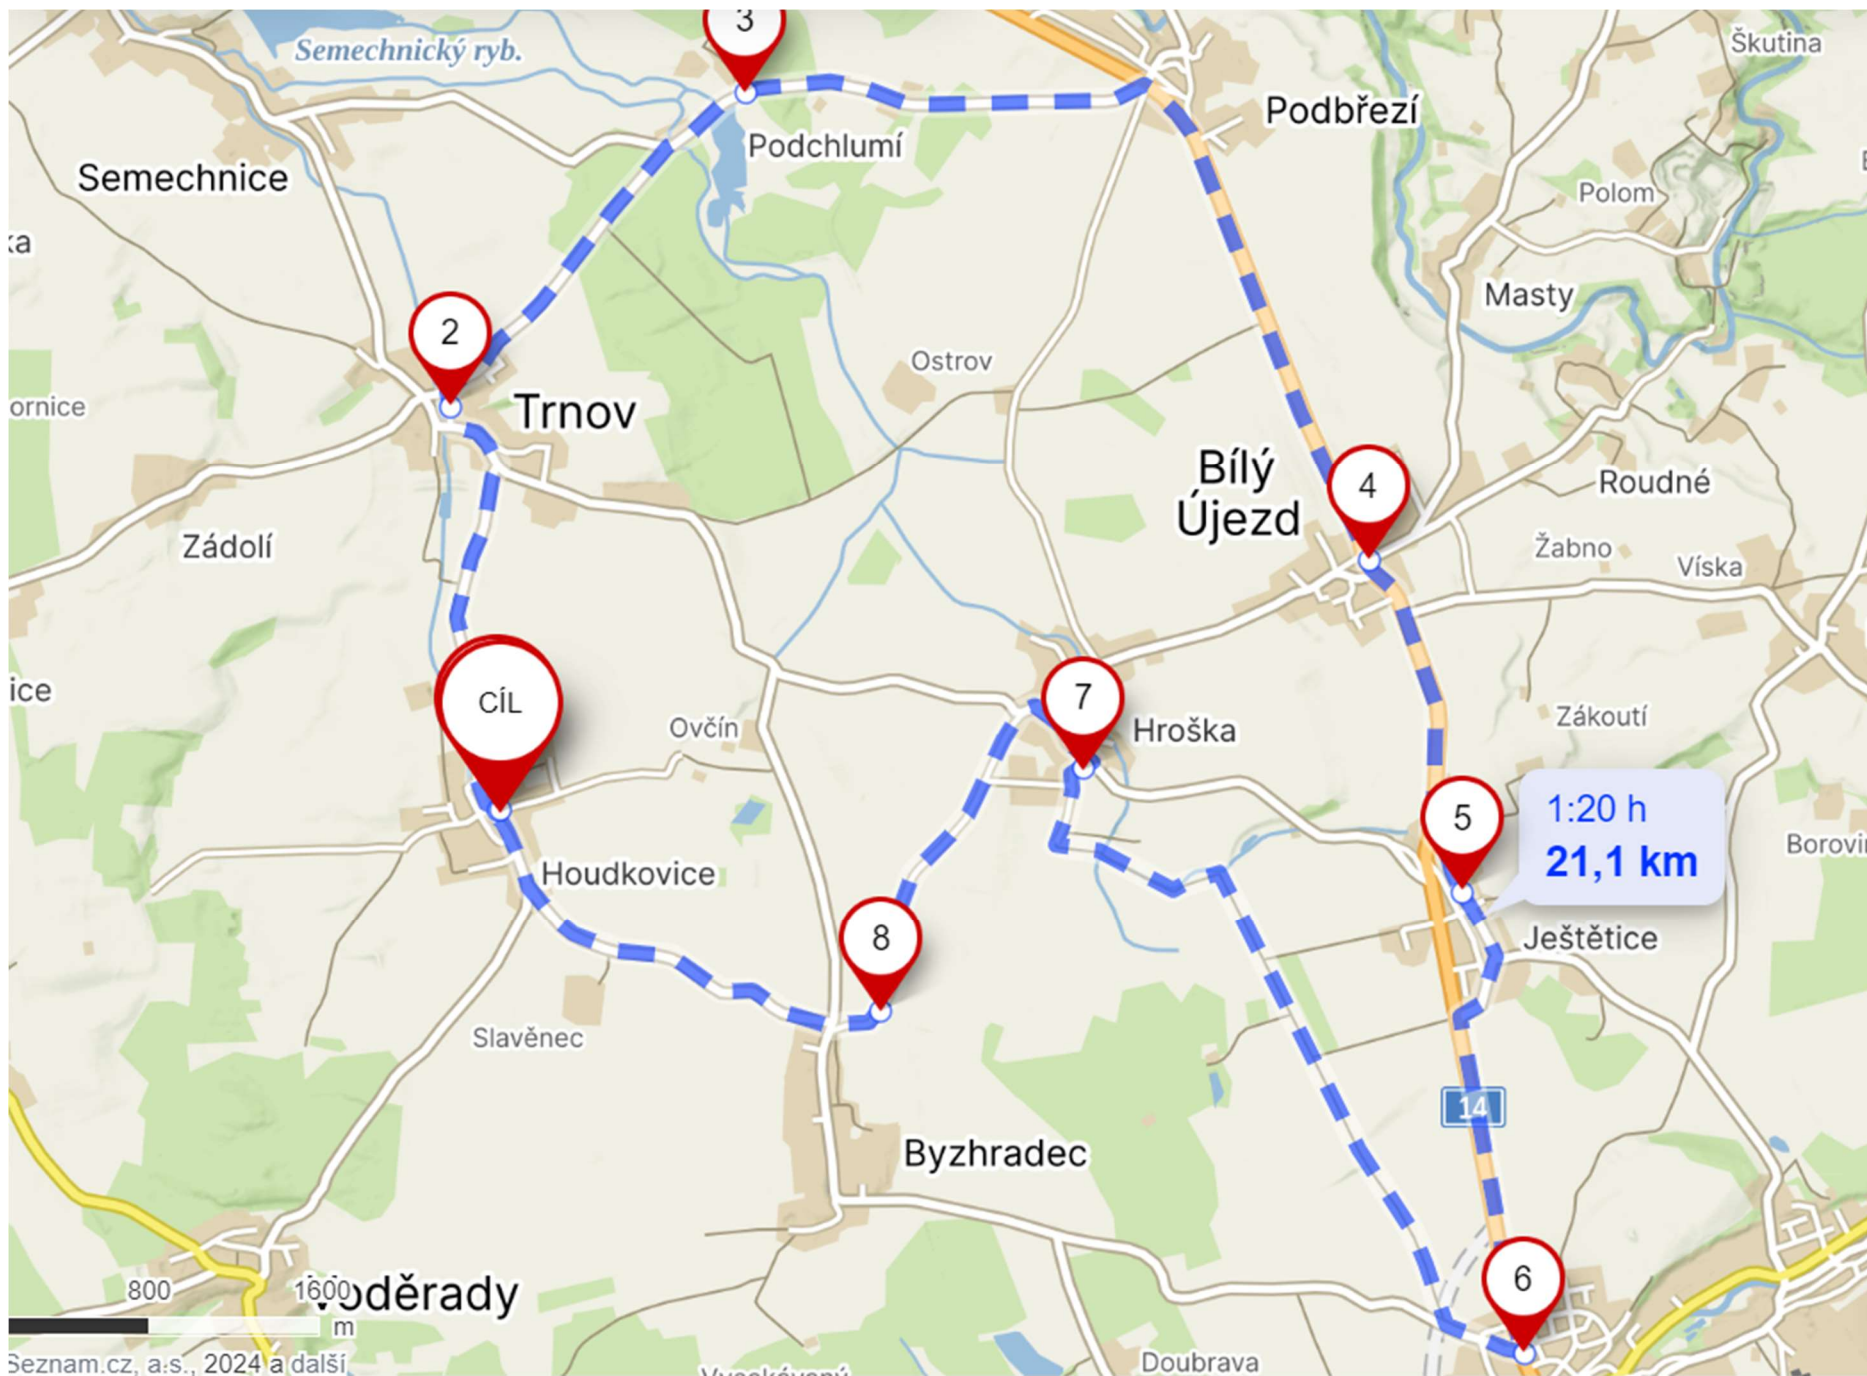 3
Semechnický ryb.
Škutina
Podbřezí
Podchlumí
Semechnice
Polom
ka
Masty
2
Ostrov
ornice
Trnov
Bílý
Újezd
4
Roudné
Zádolí
Žabno
Víska
ice
CÍL
7
Ovčín
Hroška
Zákoutí
1:20 h
21,1 km
5
Borovi
Houdkovice
8
Ještětice
Slavěnec
14
Byzhradec
6
800
1600
m
Seznam.cz, a.s., 2024 a další
Doubrava